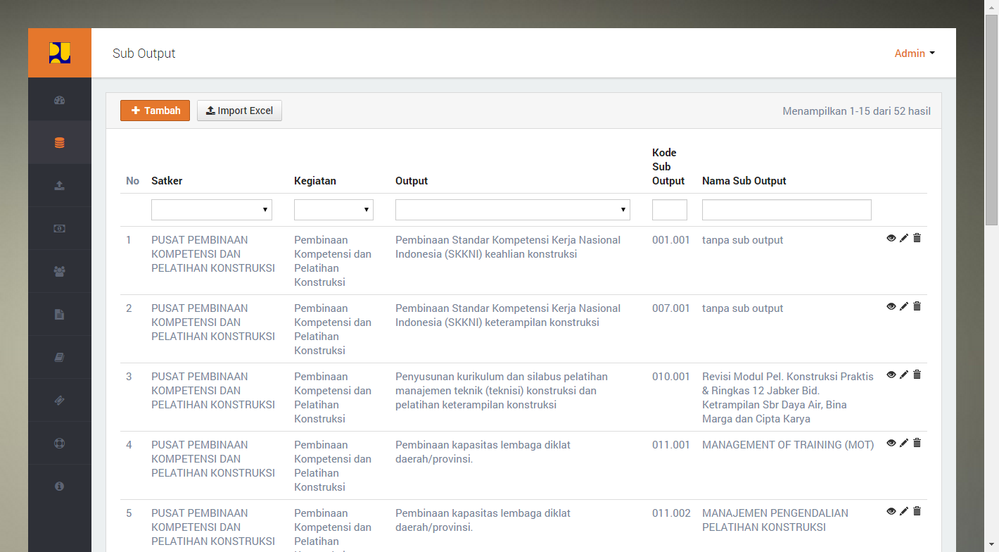 PU
Sub Output
Admin
Tambah
Import Excel
Menampilkan 1-15 dari 52 hasil
No
Satker
Kegiatan
Output
Kode
Sub
Output
Nama Sub Output
1
PUSAT PEMBINAAN
KOMPETENSI DAN
PELATIHAN KONSTRUKSI
Pembinaan
Kompetensi dan
Pelatihan
Konstruksi
Pembinaan Standar Kompetensi Kerja Nasional
Indonesia (SKKNI) keahlian konstruksi
001.001
tanpa sub output
2
PUSAT PEMBINAAN
KOMPETENSI DAN
PELATIHAN KONSTRUKSI
Pembinaan
Kompetensi dan
Pelatihan
Konstruksi
Pembinaan Standar Kompetensi Kerja Nasional
Indonesia (SKKNI) keterampilan konstruksi
007.001
tanpa sub output
3
PUSAT PEMBINAAN
KOMPETENSI DAN
PELATIHAN KONSTRUKSI
Pembinaan
Kompetensi dan
Pelatihan
Konstruksi
Penyusunan kurikulum dan silabus pelatihan
manajemen teknik (teknisi) konstruksi dan
pelatihan keterampilan konstruksi
010.001
Revisi Modul Pel. Konstruksi Praktis
& Ringkas 12 Jabker Bid.
Ketrampilan Sbr Daya Air, Bina
Marga dan Cipta Karya
4
PUSAT PEMBINAAN
KOMPETENSI DAN
PELATIHAN KONSTRUKSI
Pembinaan
Kompetensi dan
Pelatihan
Konstruksi
Pembinaan kapasitas lembaga diklat
daerah/provinsi.
011.001
MANAGEMENT OF TRAINING (MOT)
5
PUSAT PEMBINAAN
KOMPETENSI DAN
PELATIHAN KONSTRUKSI
Pembinaan
Kompetensi dan
Pelatihan
Pembinaan kapasitas lembaga diklat
daerah/provinsi.
011.002
MANAJEMEN PENGENDALIAN
PELATIHAN KONSTRUKSI